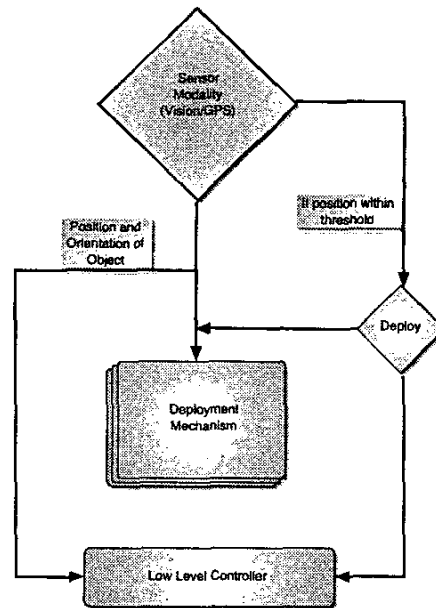 Sensor
Modality
(Vision/GPS)
Position and
Orientation of
Object
If position within
threshold
Deploy
Deployment
Mechanism
Low Level Controller